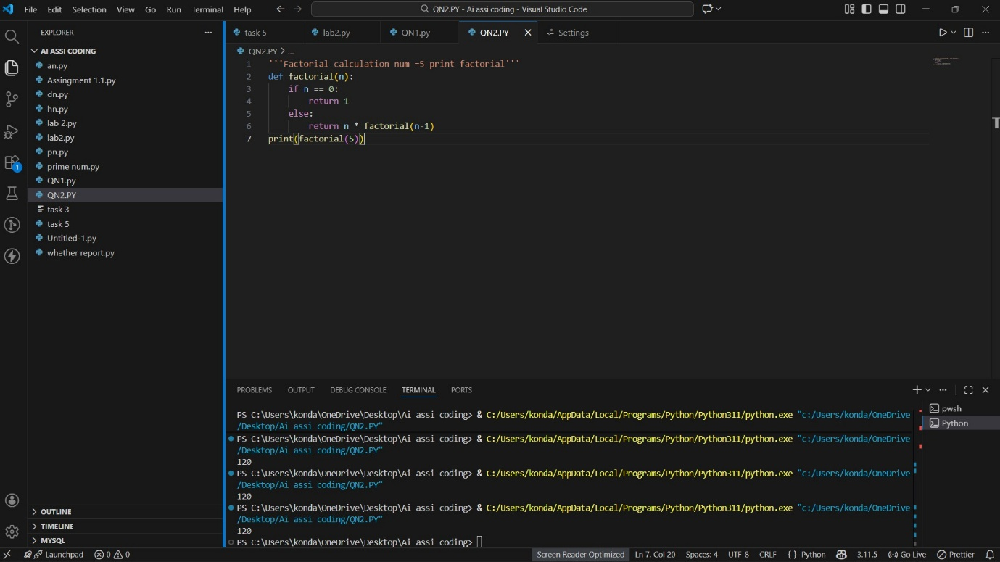 File Edit Selection View Go Run Terminal Help
QN2.PY - Ai assi coding - Visual Studio Code
EXPLORER
AI ASSI CODING
an.py
Assingment 1.1.py
dn.py
hn.py
lab 2.py
lab2.py
pn.py
prime num.py
QN1.py
QN2.PY
task 3
task 5
Untitled-1.py
whether report.py
OUTLINE
TIMELINE
MYSQL
1
task 5 lab2.py QN1.py QN2.PY Settings
QN2.PY > ...
1 '''Factorial calculation num =5 print factorial'''
2 def factorial(n):
3 if n == 0:
4 return 1
5 else:
6 return n * factorial(n-1)
7 print(factorial(5))
PROBLEMS OUTPUT DEBUG CONSOLE TERMINAL PORTS
PS C:\Users\konda\OneDrive\Desktop\Ai assi coding> & C:/Users/konda/AppData/Local/Programs/Python/Python311/python.exe "c:/Users/konda/OneDrive
/Desktop/Ai assi coding/QN2.PY"
PS C:\Users\konda\OneDrive\Desktop\Ai assi coding> & C:/Users/konda/AppData/Local/Programs/Python/Python311/python.exe "c:/Users/konda/OneDrive
/Desktop/Ai assi coding/QN2.PY"
120
PS C:\Users\konda\OneDrive\Desktop\Ai assi coding> & C:/Users/konda/AppData/Local/Programs/Python/Python311/python.exe "c:/Users/konda/OneDrive
/Desktop/Ai assi coding/QN2.PY"
120
PS C:\Users\konda\OneDrive\Desktop\Ai assi coding> & C:/Users/konda/AppData/Local/Programs/Python/Python311/python.exe "c:/Users/konda/OneDrive
/Desktop/Ai assi coding/QN2.PY"
120
PS C:\Users\konda\OneDrive\Desktop\Ai assi coding>
pwsh
Python
Launchpad 0 0 Screen Reader Optimized Ln 7, Col 20 Spaces: 4 UTF-8 CRLF { } Python 3.11.5 Go Live Prettier